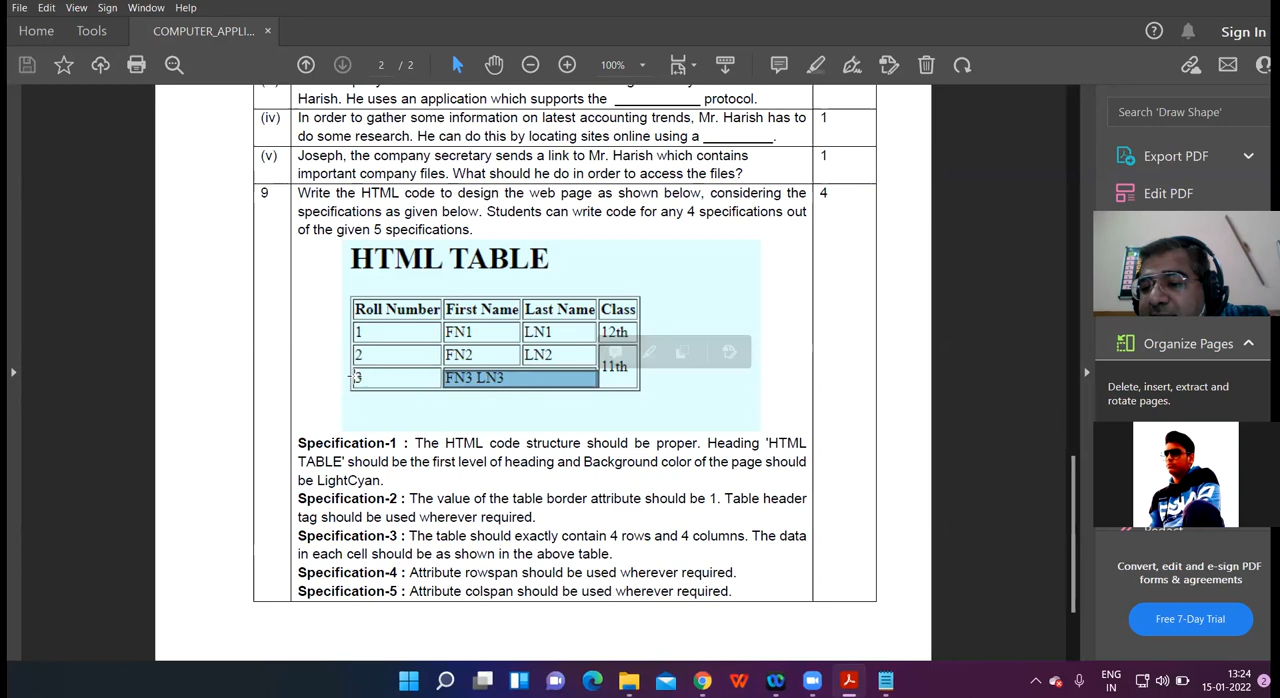 File Edit View Sign Window Help
Home Tools COMPUTER_APPLI... × Sign In
2 / 2 100%
Harish. He uses an application which supports the ____________ protocol.
(iv) In order to gather some information on latest accounting trends, Mr. Harish has to 1
do some research. He can do this by locating sites online using a __________.
(v) Joseph, the company secretary sends a link to Mr. Harish which contains 1
important company files. What should he do in order to access the files?
9 Write the HTML code to design the web page as shown below, considering the 4
specifications as given below. Students can write code for any 4 specifications out
of the given 5 specifications.
HTML TABLE
Roll Number First Name Last Name Class
1 FN1 LN1 12th
2 FN2 LN2
11th
3 FN3 LN3
Specification-1 : The HTML code structure should be proper. Heading 'HTML
TABLE' should be the first level of heading and Background color of the page should
be LightCyan.
Specification-2 : The value of the table border attribute should be 1. Table header
tag should be used wherever required.
Specification-3 : The table should exactly contain 4 rows and 4 columns. The data
in each cell should be as shown in the above table.
Specification-4 : Attribute rowspan should be used wherever required.
Specification-5 : Attribute colspan should be used wherever required.
Search 'Draw Shape'
Export PDF
Edit PDF
Organize Pages
Delete, insert, extract and
rotate pages.
Convert, edit and e-sign PDF
forms & agreements
Free 7-Day Trial
ENG
IN
13:24
15-01-2022
2